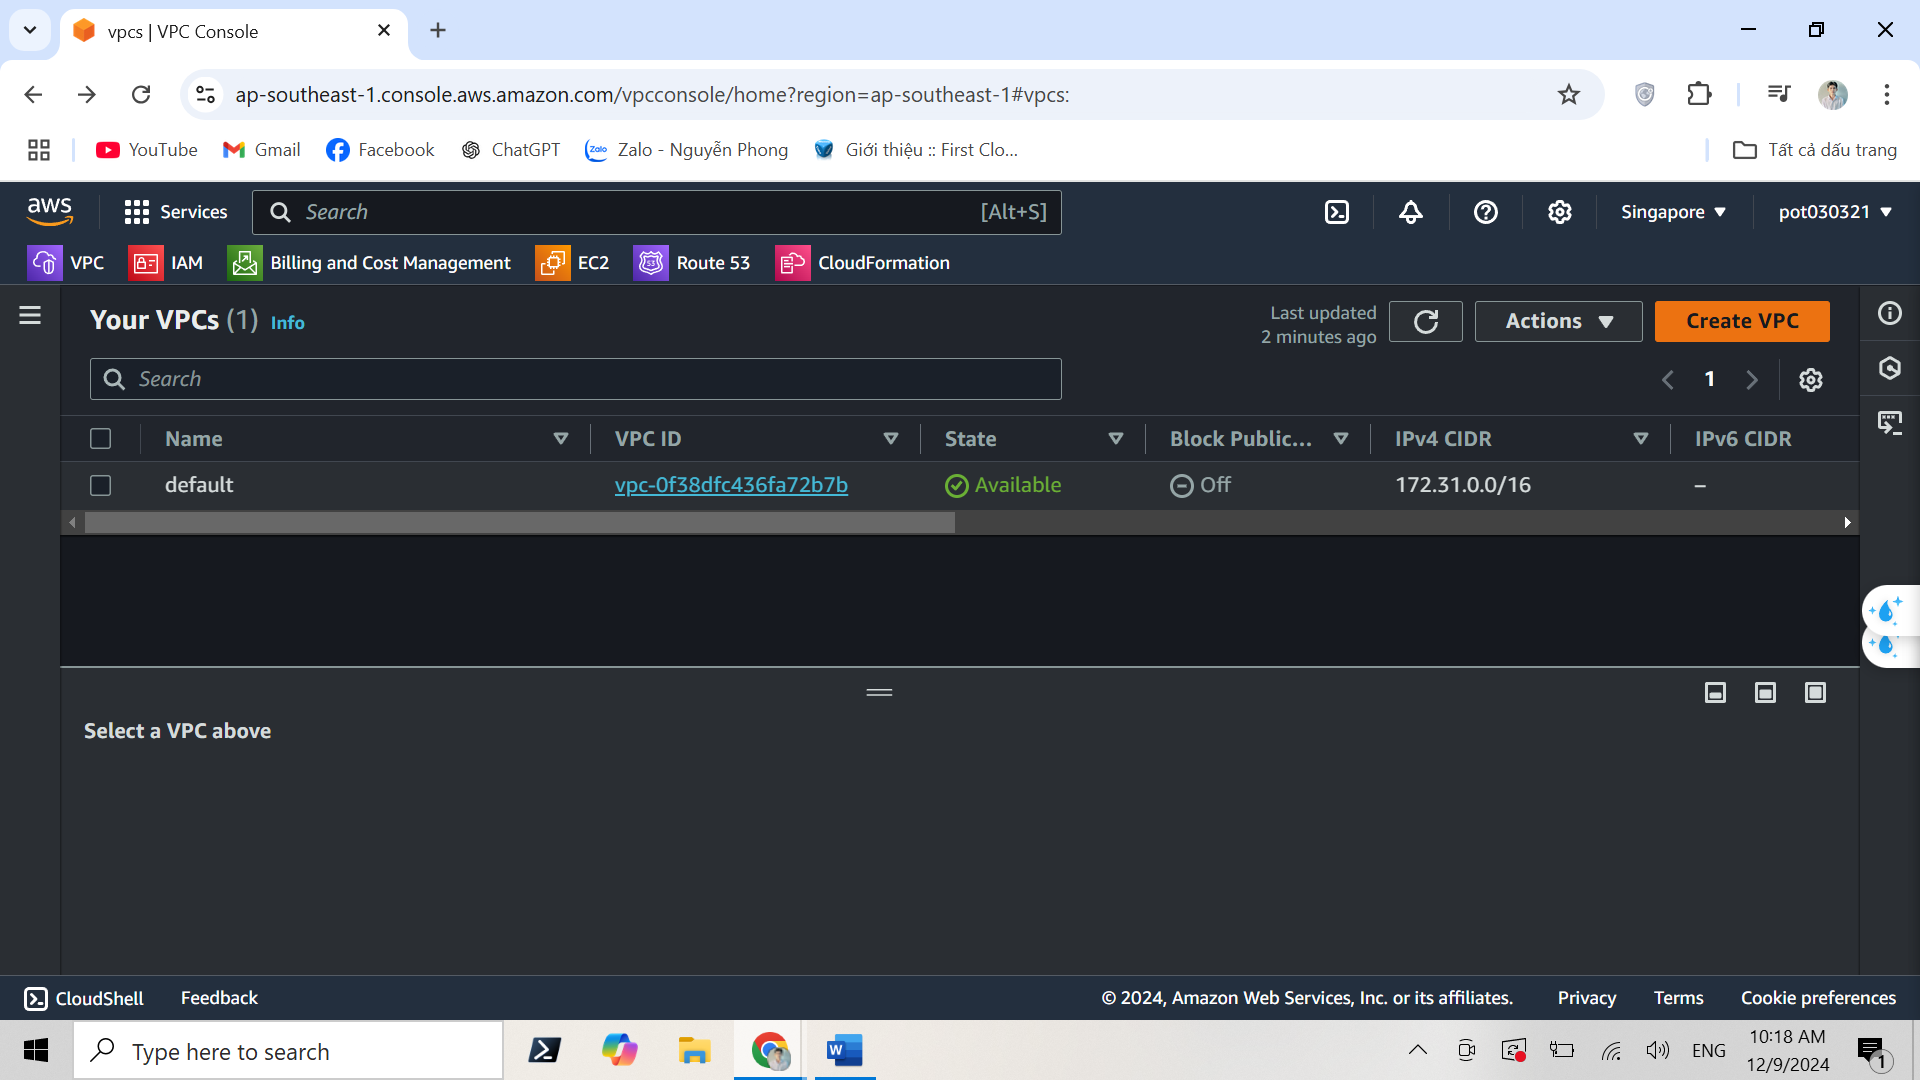 vpcs | VPC Console
ap-southeast-1.console.aws.amazon.com/vpcconsole/home?region=ap-southeast-1#vpcs:
YouTube Gmail Facebook ChatGPT Zalo Zalo - Nguyễn Phong Giới thiệu :: First Clo... Tất cả dấu trang
aws Services Search [Alt+S] Singapore pot030321
VPC IAM Billing and Cost Management EC2 53 Route 53 CloudFormation
Your VPCs (1) Info Last updated 2 minutes ago Actions Create VPC
Search 1
Name VPC ID State Block Public... IPv4 CIDR IPv6 CIDR
default vpc-0f38dfc436fa72b7b Available Off 172.31.0.0/16 –
Select a VPC above
CloudShell Feedback © 2024, Amazon Web Services, Inc. or its affiliates. Privacy Terms Cookie preferences
Type here to search W ENG 10:18 AM 1
12/9/2024